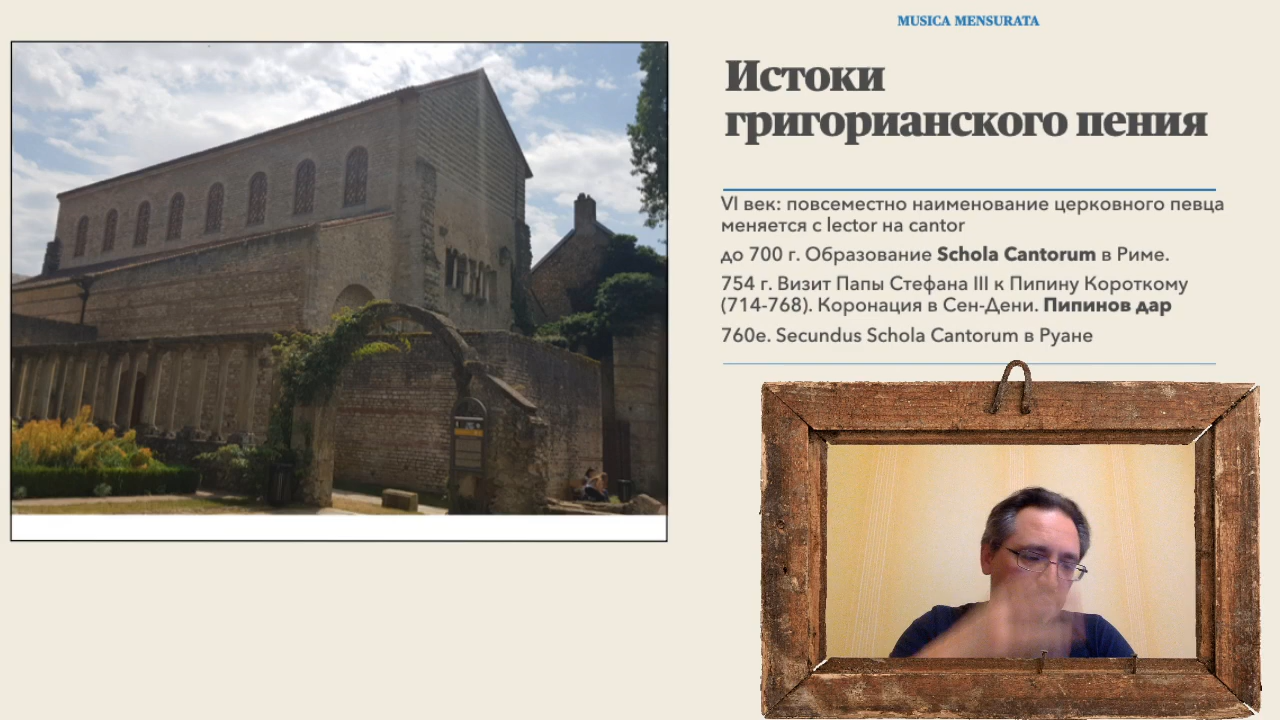 MUSICA MENSURATA
Истоки
григорианского пения
VI век: повсеместно наименование церковного певца
меняется с lector на cantor
до 700 г. Образование Schola Cantorum в Риме.
754 г. Визит Папы Стефана III к Пипину Короткому
(714-768). Коронация в Сен-Дени. Пипинов дар
760е. Secundus Schola Cantorum в Руане